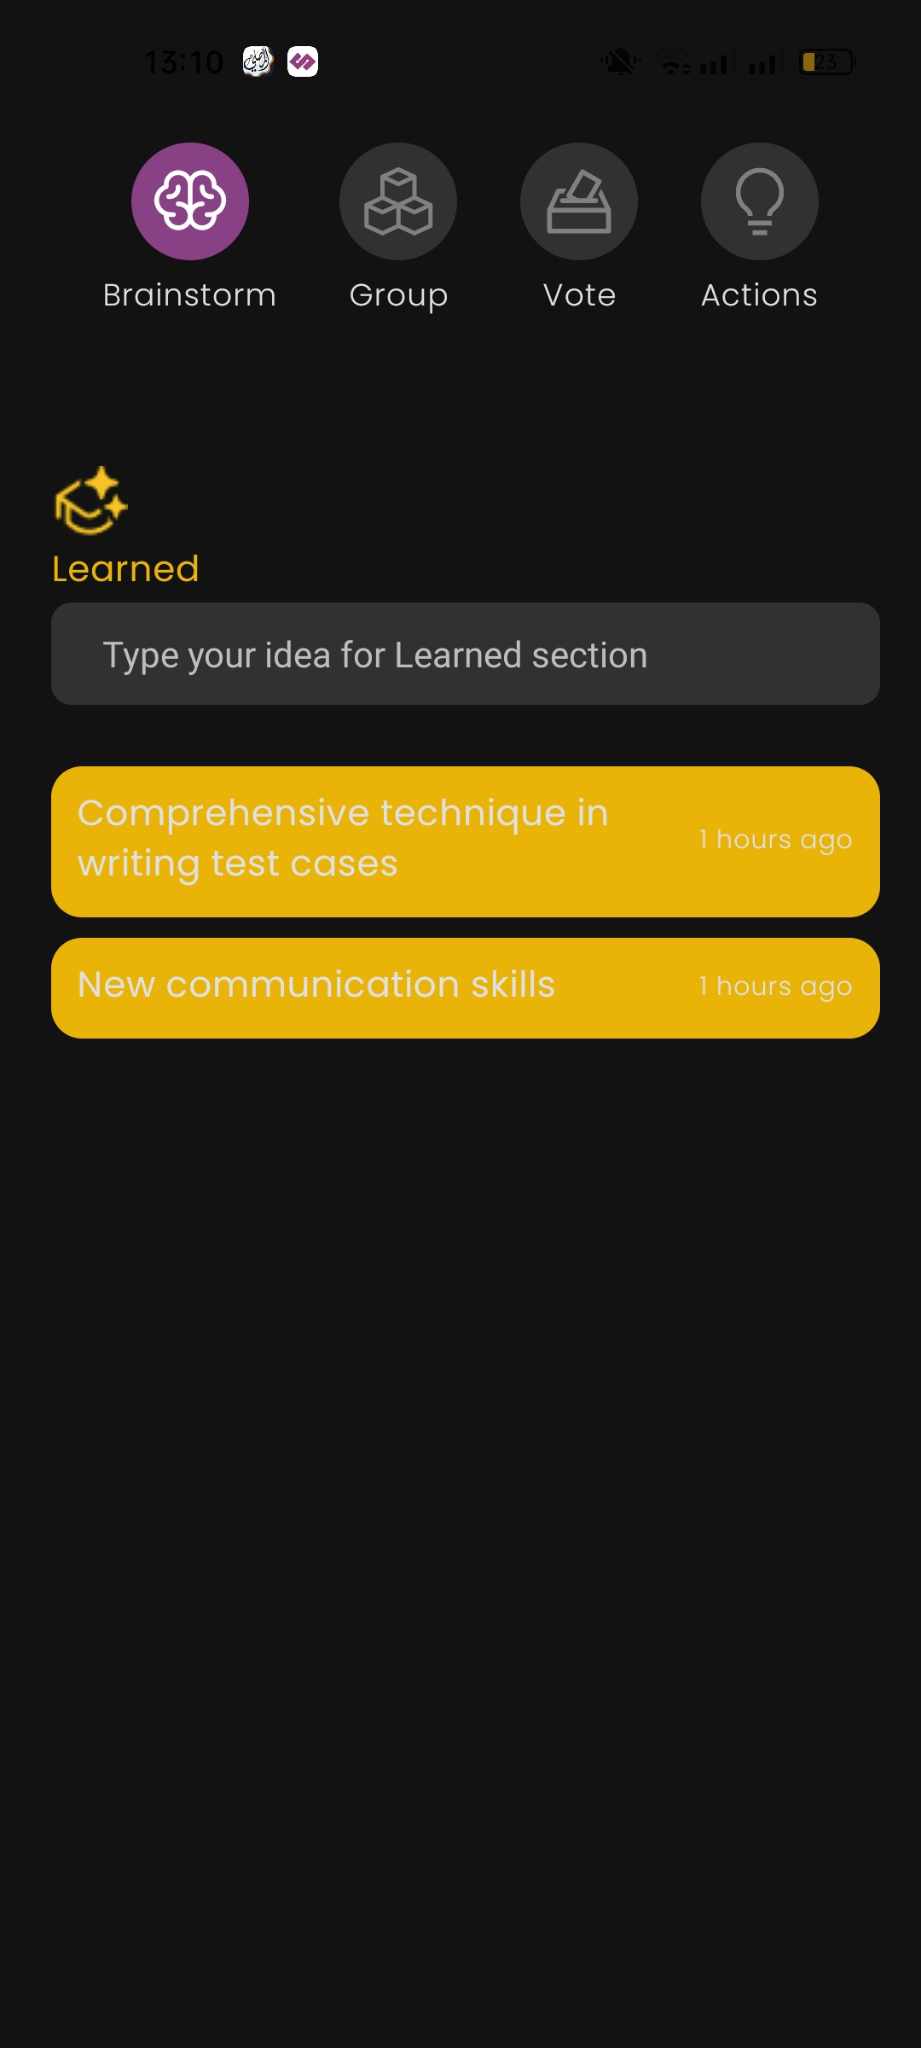 13:10
23
Brainstorm Group Vote Actions
Learned
Type your idea for Learned section
Comprehensive technique in
writing test cases
1 hours ago
New communication skills
1 hours ago